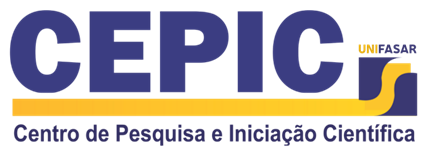 CEPIC
UNIFASAR
Centro de Pesquisa e Iniciação Científica